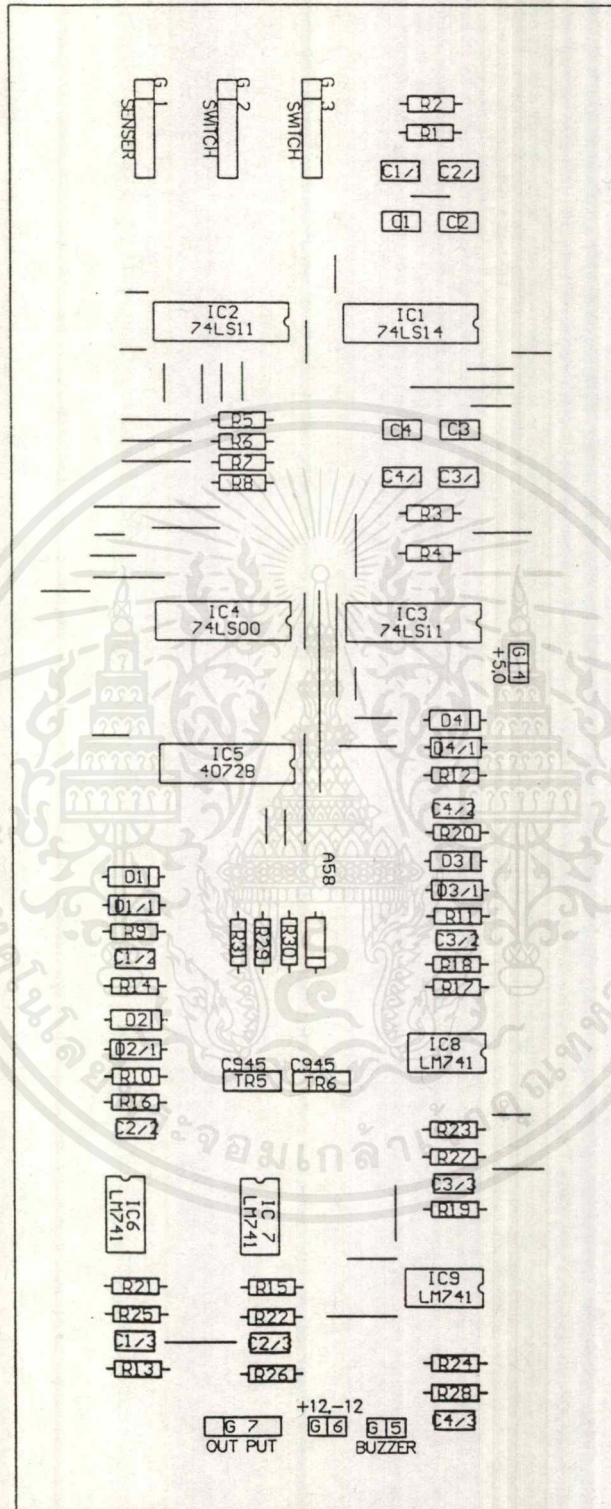 G 1
SENSER
G 2
SWITCH
G 3
SWITCH
R2
R1
C1/1
C2/1
C1
C2
IC2
74LS11
IC1
74LS14
R5
R6
R7
R8
C4
C3
C4/1
C3/1
R3
R4
IC4
74LS00
IC3
74LS11
G 4
+5,0
IC5
4072B
D4
D4/1
R12
C4/2
R20
D3
D3/1
R11
C3/2
R18
R17
A58
D1
D1/1
R9
C1/2
R14
D2
D2/1
R10
R16
C2/2
R31
R29
R30
C945
TR5
C945
TR6
IC8
LM741
R23
R27
C3/3
R19
IC6
LM741
IC 7
LM741
IC9
LM741
R21
R25
C1/3
R13
R15
R22
C2/3
R26
R24
R28
C4/3
G 7
OUT PUT
+12,-12
G 6
G 5
BUZZER